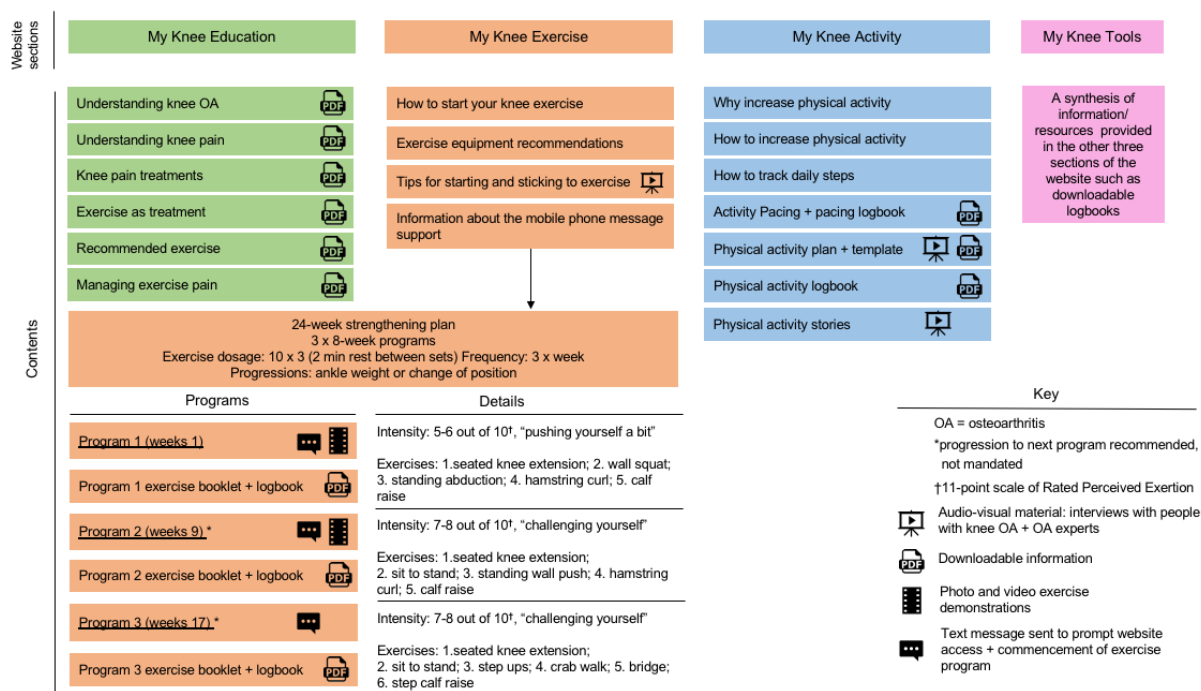 Website sections
My Knee Education
My Knee Exercise
My Knee Activity
My Knee Tools
Contents
Understanding knee OA
PDF
Understanding knee pain
PDF
Knee pain treatments
PDF
Exercise as treatment
PDF
Recommended exercise
PDF
Managing exercise pain
PDF
How to start your knee exercise
Exercise equipment recommendations
Tips for starting and sticking to exercise
Information about the mobile phone message
support
Why increase physical activity
How to increase physical activity
How to track daily steps
Activity Pacing + pacing logbook
PDF
Physical activity plan + template
PDF
Physical activity logbook
PDF
Physical activity stories
A synthesis of
information/
resources provided
in the other three
sections of the
website such as
downloadable
logbooks
24-week strengthening plan
3 x 8-week programs
Exercise dosage: 10 x 3 (2 min rest between sets) Frequency: 3 x week
Progressions: ankle weight or change of position
Programs
Details
Program 1 (weeks 1)
Program 1 exercise booklet + logbook
PDF
Intensity: 5-6 out of 10†, “pushing yourself a bit”
Exercises: 1.seated knee extension; 2. wall squat;
3. standing abduction; 4. hamstring curl; 5. calf
raise
Program 2 (weeks 9) *
Program 2 exercise booklet + logbook
PDF
Intensity: 7-8 out of 10†, “challenging yourself”
Exercises: 1.seated knee extension;
2. sit to stand; 3. standing wall push; 4. hamstring
curl; 5. calf raise
Program 3 (weeks 17) *
Program 3 exercise booklet + logbook
PDF
Intensity: 7-8 out of 10†, “challenging yourself”
Exercises: 1.seated knee extension;
2. sit to stand; 3. step ups; 4. crab walk; 5. bridge;
6. step calf raise
Key
OA = osteoarthritis
*progression to next program recommended,
not mandated
†11-point scale of Rated Perceived Exertion
Audio-visual material: interviews with people
with knee OA + OA experts
PDF
Downloadable information
Photo and video exercise
demonstrations
Text message sent to prompt website
access + commencement of exercise
program